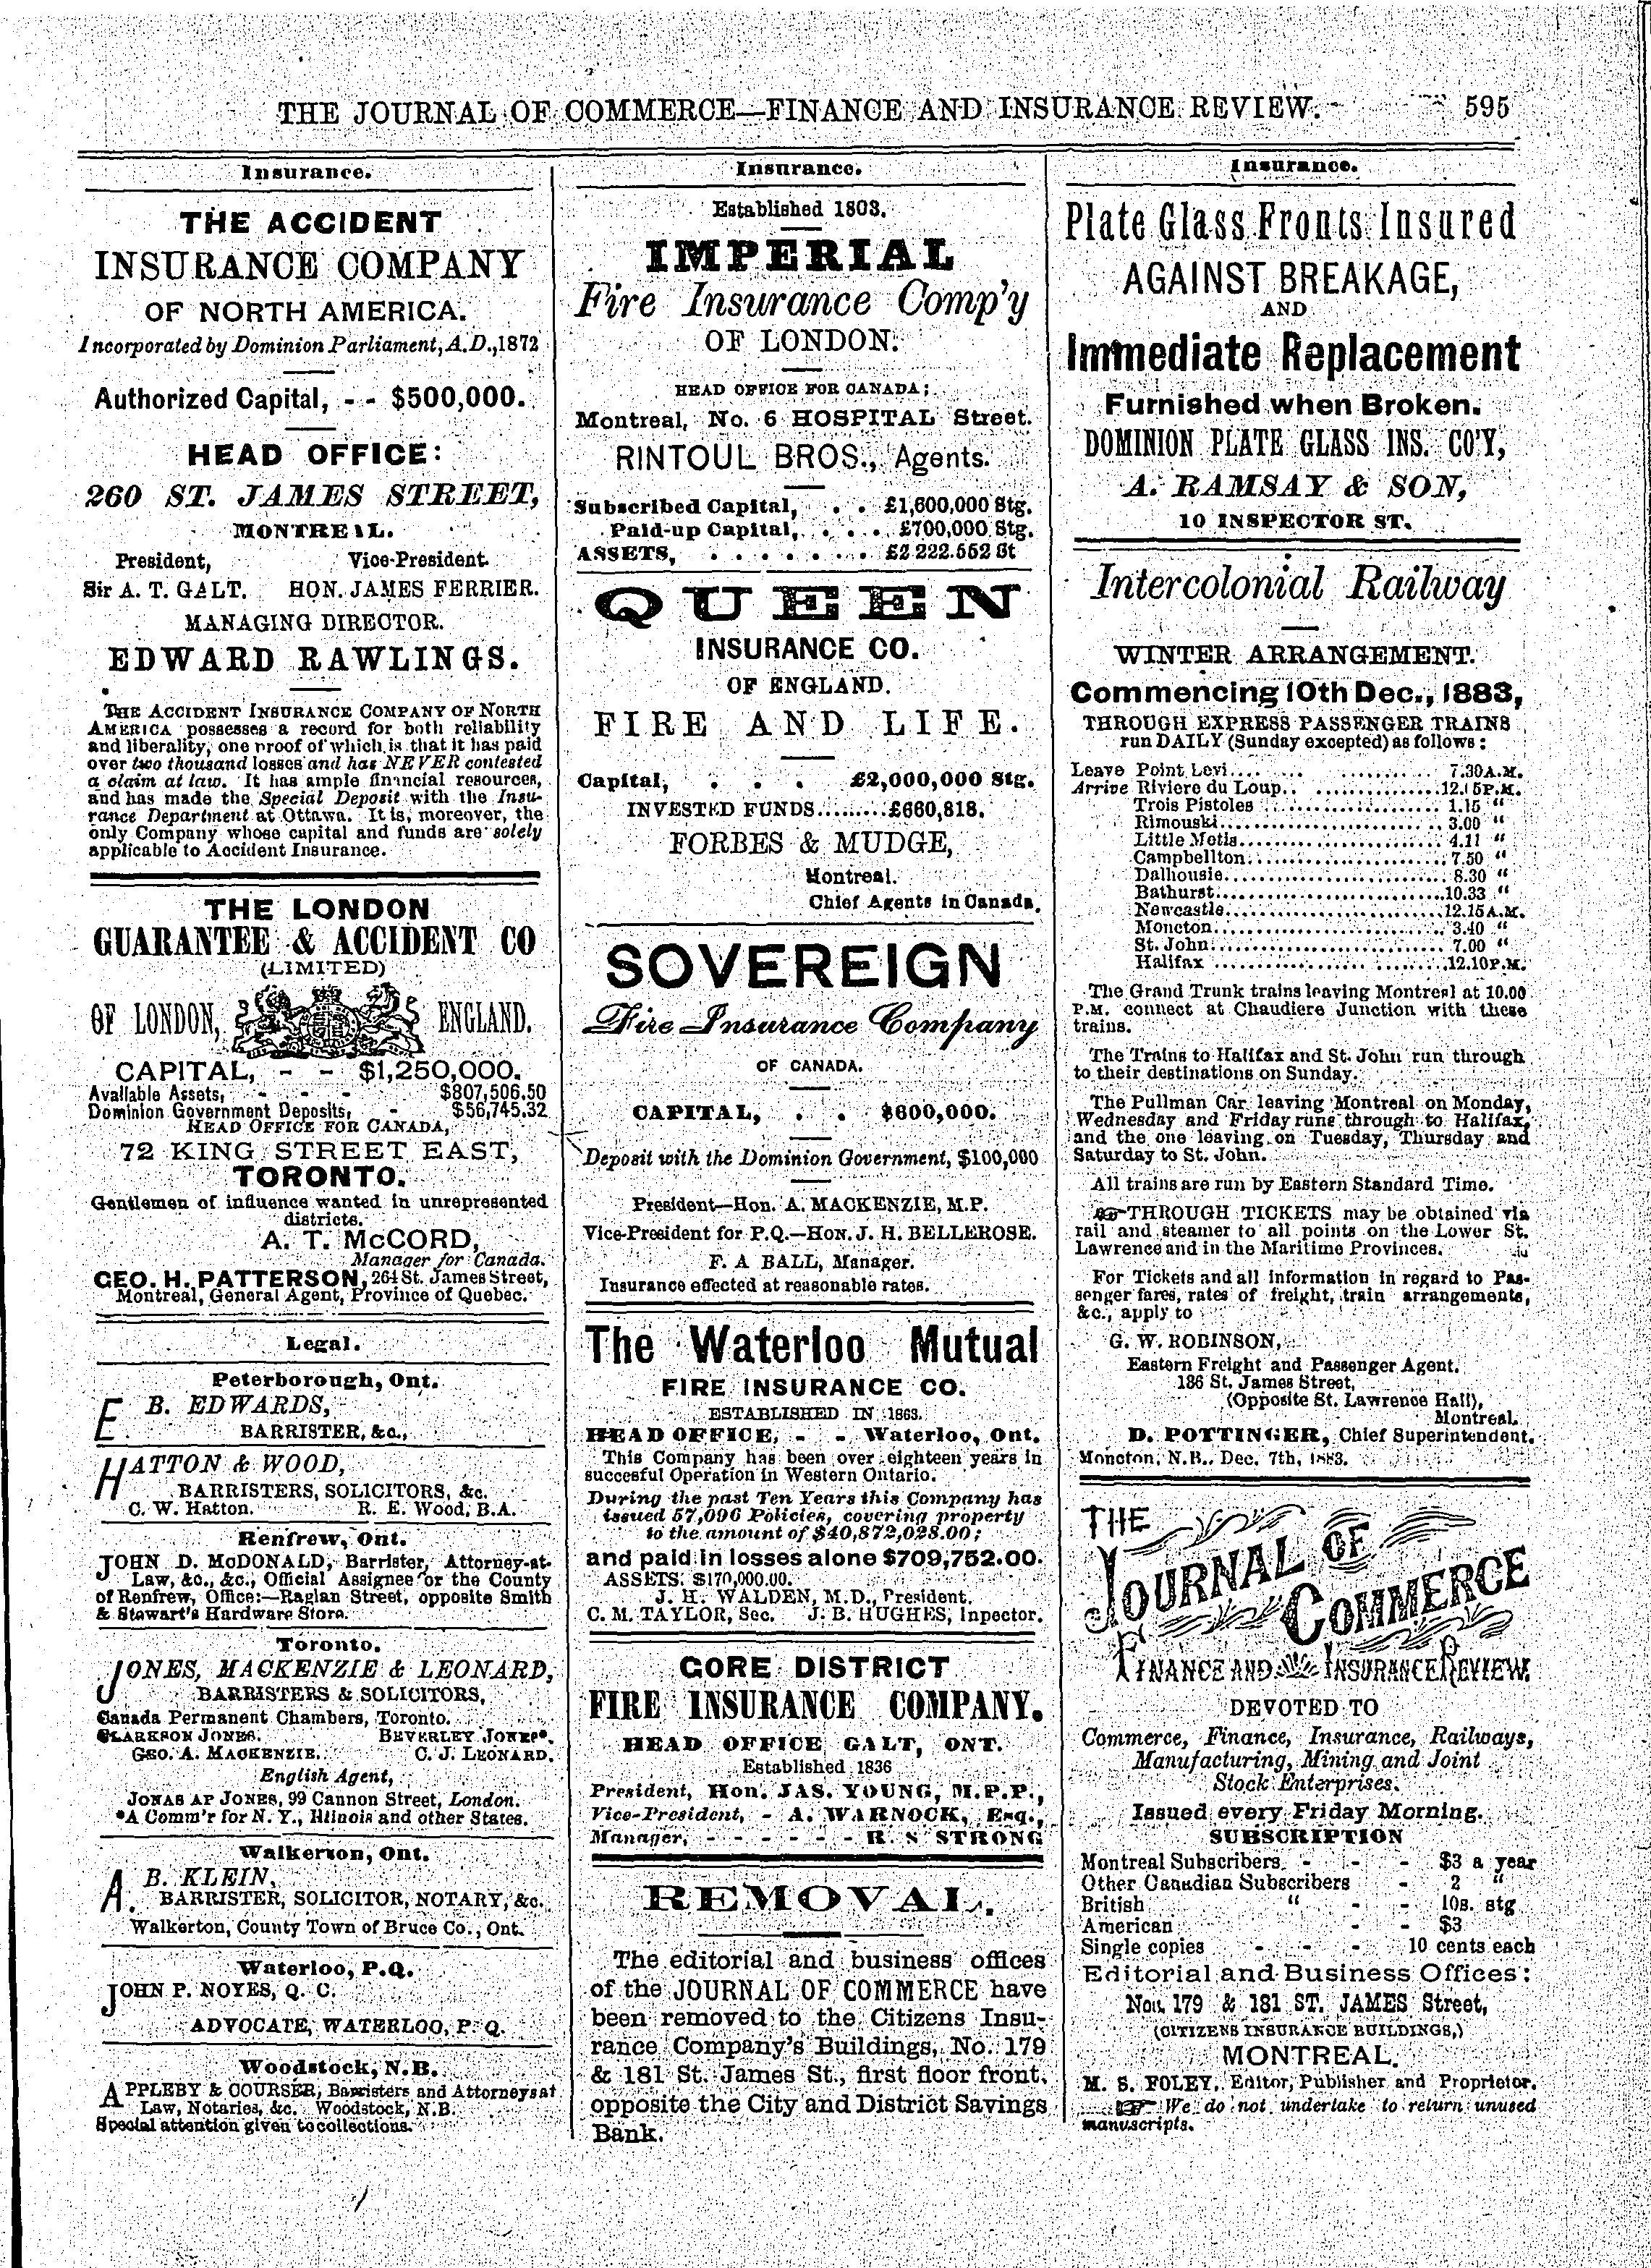 THE JOURNAL OF COMMERCE—FINANCE AND INSURANCE REVIEW. 595
Insurance.
THE ACCIDENT
INSURANCE COMPANY
OF NORTH AMERICA.
Incorporated by Dominion Parliament, A.D., 1872
Authorized Capital, - - $500,000.
HEAD OFFICE:
260 ST. JAMES STREET,
MONTREAL.
President, Vice-President.
Sir A. T. GALT. HON. JAMES FERRIER.
MANAGING DIRECTOR.
EDWARD RAWLINGS.
THE ACCIDENT INSURANCE COMPANY OF NORTH
AMERICA possesses a record for both reliability
and liberality, one proof of which is that it has paid
over two thousand losses and has NEVER contested
a claim at law. It has ample financial resources,
and has made the Special Deposit with the Insu-
rance Department at Ottawa. It is, moreover, the
only Company whose capital and funds are solely
applicable to Accident Insurance.
THE LONDON
GUARANTEE & ACCIDENT CO
(LIMITED)
OF LONDON, ENGLAND.
CAPITAL, - - $1,250,000.
Available Assets, - - - $807,506.50
Dominion Government Deposits, - $56,745.32
HEAD OFFICE FOR CANADA,
72 KING STREET EAST,
TORONTO.
Gentlemen of influence wanted in unrepresented
districts.
A. T. McCORD,
Manager for Canada.
GEO. H. PATTERSON, 264 St. James Street,
Montreal, General Agent, Province of Quebec.
Legal.
Peterborough, Ont.
E. B. EDWARDS,
BARRISTER, &c.,
HATTON & WOOD,
BARRISTERS, SOLICITORS, &c.
C. W. Hatton. R. E. Wood, B.A.
Renfrew, Ont.
JOHN D. McDONALD, Barrister, Attorney-at-
Law, &c., &c., Official Assignee for the County
of Renfrew, Office:—Raglan Street, opposite Smith
& Stewart's Hardware Store.
Toronto.
JONES, MACKENZIE & LEONARD,
BARRISTERS & SOLICITORS,
Canada Permanent Chambers, Toronto.
CLARKSON JONES. BEVERLEY JONES*.
GEO. A. MACKENZIE. C. J. LEONARD.
English Agent,
JONAS AP JONES, 99 Cannon Street, London.
*A Comm'r for N. Y., Illinois and other States.
Walkerton, Ont.
A. B. KLEIN,
BARRISTER, SOLICITOR, NOTARY, &c.
Walkerton, County Town of Bruce Co., Ont.
Waterloo, P.Q.
JOHN P. NOYES, Q. C.
ADVOCATE, WATERLOO, P. Q.
Woodstock, N.B.
APPLEBY & COURSER, Barristers and Attorneys at
Law, Notaries, &c. Woodstock, N.B.
Special attention given to collections.
Insurance.
Established 1803.
IMPERIAL
Fire Insurance Comp'y
OF LONDON.
HEAD OFFICE FOR CANADA;
Montreal, No. 6 HOSPITAL Street.
RINTOUL BROS., Agents.
Subscribed Capital, . . £1,600,000 Stg.
Paid-up Capital, . . . . £700,000 Stg.
ASSETS, . . . . . . . . £2 222.552 St
QUEEN
INSURANCE CO.
OF ENGLAND.
FIRE AND LIFE.
Capital, . . . £2,000,000 Stg.
INVESTED FUNDS.........£660,818.
FORBES & MUDGE,
Montreal.
Chief Agents in Canada.
SOVEREIGN
Fire Insurance Company
OF CANADA.
CAPITAL, . . $600,000.
Deposit with the Dominion Government, $100,000
President—Hon. A. MACKENZIE, M.P.
Vice-President for P.Q.—HON. J. H. BELLEROSE.
F. A BALL, Manager.
Insurance effected at reasonable rates.
The Waterloo Mutual
FIRE INSURANCE CO.
ESTABLISHED IN 1863.
HEAD OFFICE, - - Waterloo, Ont.
This Company has been over eighteen years in
succesful Operation in Western Ontario.
During the past Ten Years this Company has
issued 57,096 Policies, covering property
to the amount of $40,872,028.00;
and paid in losses alone $709,752.00.
ASSETS. $170,000.00.
J. H. WALDEN, M.D., President.
C. M. TAYLOR, Sec. J. B. HUGHES, Inpector.
GORE DISTRICT
FIRE INSURANCE COMPANY.
HEAD OFFICE GALT, ONT.
Established 1836
President, Hon. JAS. YOUNG, M.P.P.,
Vice-President, - A. WARNOCK, Esq.,
Manager, - - - - - - R. S STRONG
REMOVAL.
The editorial and business offices
of the JOURNAL OF COMMERCE have
been removed to the Citizens Insu-
rance Company's Buildings, No. 179
& 181 St. James St., first floor front,
opposite the City and District Savings
Bank.
Insurance.
Plate Glass Fronts Insured
AGAINST BREAKAGE,
AND
Immediate Replacement
Furnished when Broken.
DOMINION PLATE GLASS INS. CO'Y,
A. RAMSAY & SON,
10 INSPECTOR ST.
Intercolonial Railway
WINTER ARRANGEMENT.
Commencing 10th Dec., 1883,
THROUGH EXPRESS PASSENGER TRAINS
run DAILY (Sunday excepted) as follows:
Leave Point Levi.... ... ............ 7.30A.M.
Arrive Riviere du Loup.. ...............12.15P.M.
Trois Pistoles ......................... 1.15 "
Rimouski............................ 3.00 "
Little Metis.......................... 4.11 "
Campbellton......................... 7.50 "
Dalhousie........................... 8.30 "
Bathurst............................10.33 "
Newcastle...........................12.15A.M.
Moncton............................. 3.40 "
St. John............................. 7.00 "
Halifax ..............................12.10P.M.
The Grand Trunk trains leaving Montreal at 10.00
P.M. connect at Chaudiere Junction with these
trains.
The Trains to Halifax and St. John run through
to their destinations on Sunday.
The Pullman Car leaving Montreal on Monday,
Wednesday and Friday runs through to Halifax,
and the one leaving on Tuesday, Thursday and
Saturday to St. John.
All trains are run by Eastern Standard Time.
THROUGH TICKETS may be obtained via
rail and steamer to all points on the Lower St.
Lawrence and in the Maritime Provinces.
For Tickets and all information in regard to Pas-
senger fares, rates of freight, train arrangements,
&c., apply to
G. W. ROBINSON,
Eastern Freight and Passenger Agent.
136 St. James Street,
(Opposite St. Lawrence Hall),
Montreal.
D. POTTINGER, Chief Superintendent.
Moncton, N.B., Dec. 7th, 1883.
THE
JOURNAL OF
COMMERCE
FINANCE AND INSURANCE REVIEW.
DEVOTED TO
Commerce, Finance, Insurance, Railways,
Manufacturing, Mining and Joint
Stock Enterprises.
Issued every Friday Morning.
SUBSCRIPTION
Montreal Subscribers - - - $3 a year
Other Canadian Subscribers - 2 "
British " - - 10s. stg
American - - $3
Single copies - - - 10 cents each
Editorial and Business Offices:
Nos. 179 & 181 ST. JAMES Street,
(CITIZENS INSURANCE BUILDINGS,)
MONTREAL.
M. S. FOLEY, Editor, Publisher and Proprietor.
We do not undertake to return unused
manuscripts.